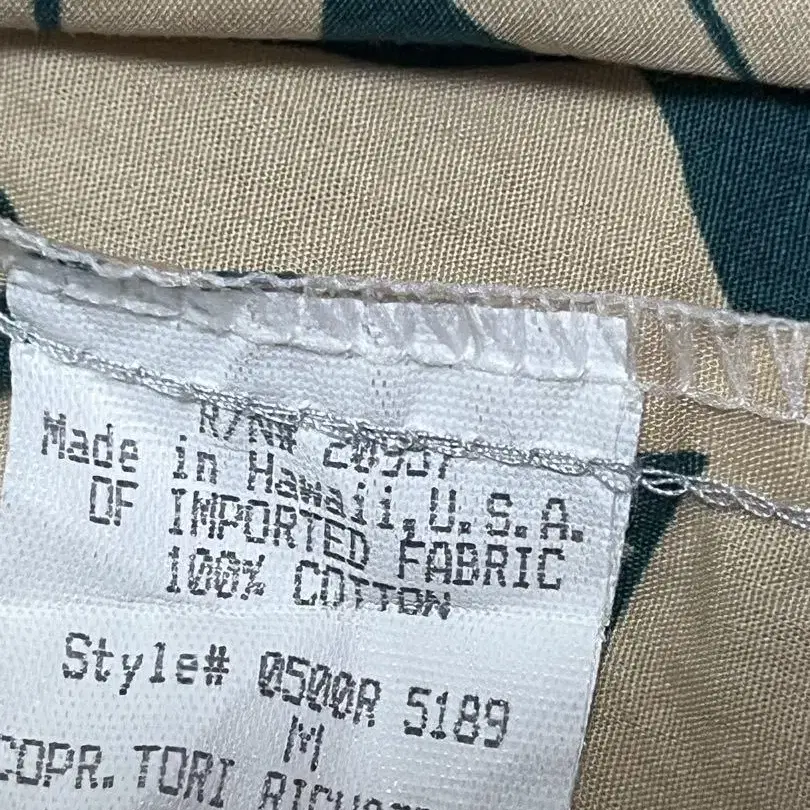 Made in Hawaii, U.S.A.
OF IMPORTED FABRIC
100% COTTON
Style# 0500R 5189
M
COPR. TORI